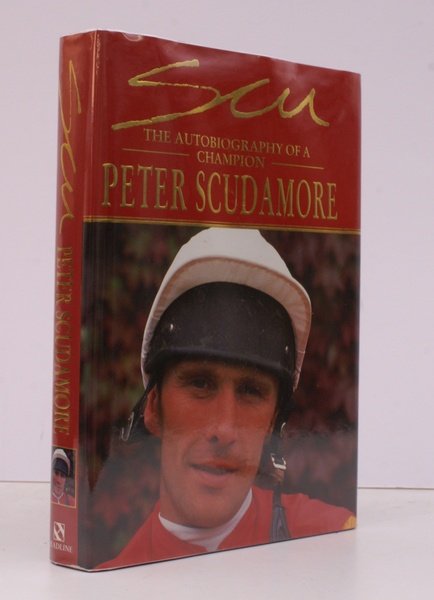 Scu
THE AUTOBIOGRAPHY OF A
CHAMPION
PETER SCUDAMORE
Scu
PETER SCUDAMORE
HEADLINE